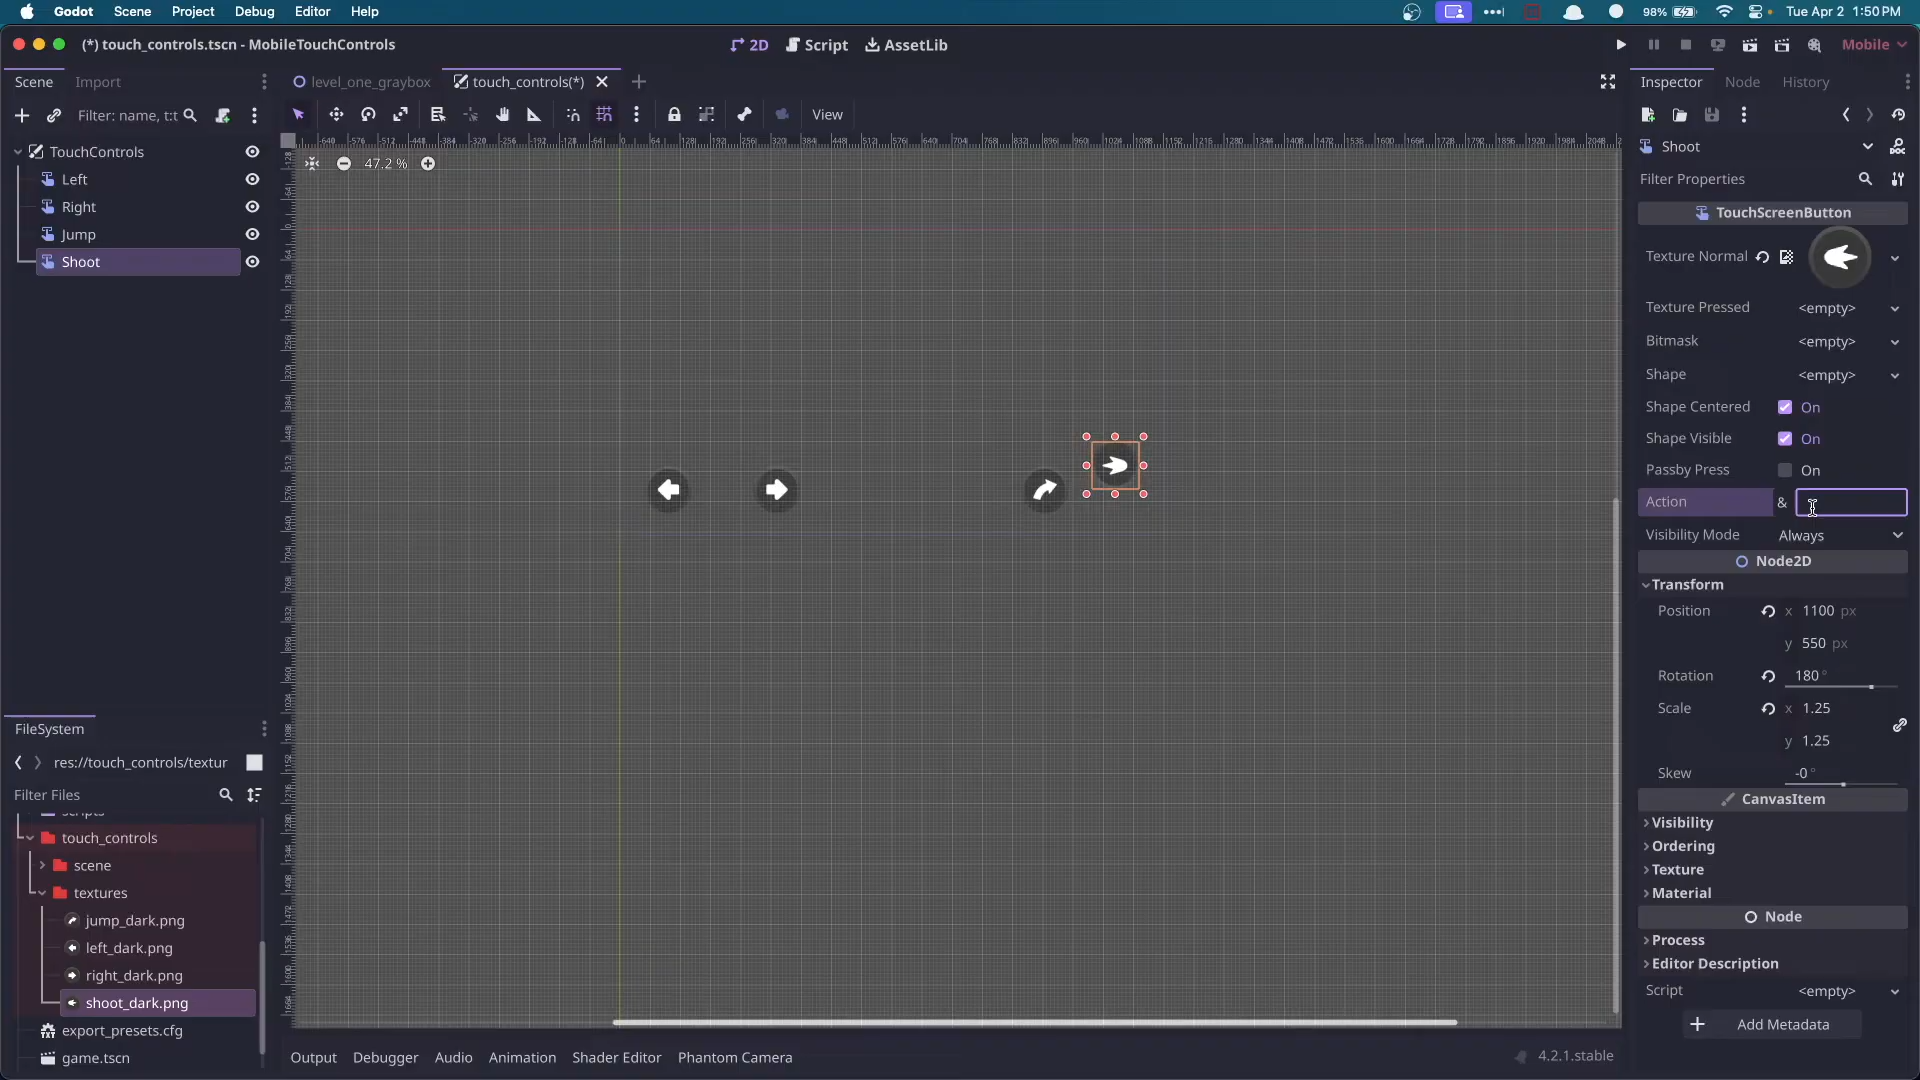 Godot Scene Project Debug Editor Help 98% Tue Apr 2 1:50 PM
(*) touch_controls.tscn - MobileTouchControls 2D Script AssetLib Mobile
Scene Import level_one_graybox touch_controls(*) Inspector Node History
Filter: name, t:t View
TouchControls 47.2 % Shoot
Left Filter Properties
Right TouchScreenButton
Jump Texture Normal
Shoot
Texture Pressed <empty>
Bitmask <empty>
Shape <empty>
Shape Centered On
Shape Visible On
Passby Press On
Action &
Visibility Mode Always
Node2D
Transform
Position x 1100 px
y 550 px
Rotation 180 °
Scale x 1.25
y 1.25
Skew -0 °
CanvasItem
Visibility
Ordering
Texture
Material
Node
Process
Editor Description
Script <empty>
Add Metadata
FileSystem
res://touch_controls/textur
Filter Files
scripts
touch_controls
scene
textures
jump_dark.png
left_dark.png
right_dark.png
shoot_dark.png
export_presets.cfg
game.tscn
Output Debugger Audio Animation Shader Editor Phantom Camera 4.2.1.stable